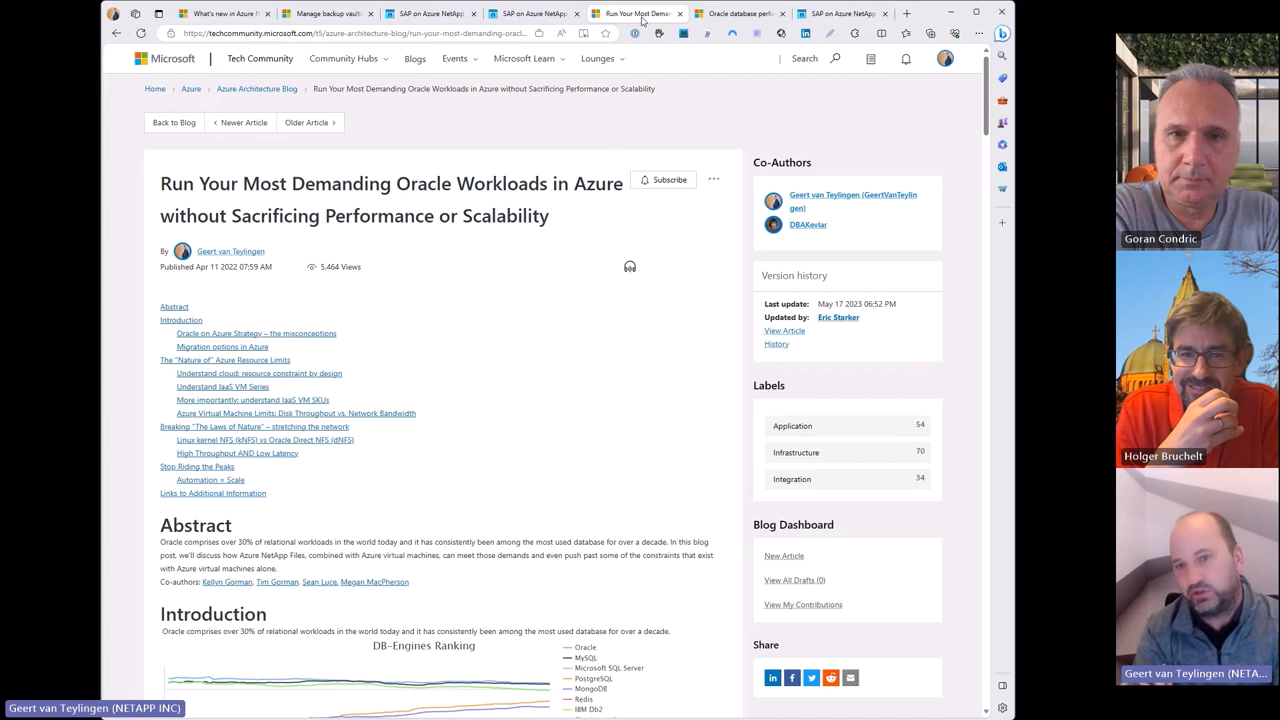 What's new in Azure N
Manage backup vault
SAP on Azure NetApp
SAP on Azure NetApp
Run Your Most Deman
Oracle database perf
SAP on Azure NetApp
https://techcommunity.microsoft.com/t5/azure-architecture-blog/run-your-most-demanding-oracl...
Microsoft
Tech Community
Community Hubs
Blogs
Events
Microsoft Learn
Lounges
Search
Home
Azure
Azure Architecture Blog
Run Your Most Demanding Oracle Workloads in Azure without Sacrificing Performance or Scalability
Back to Blog
Newer Article
Older Article
Run Your Most Demanding Oracle Workloads in Azure
without Sacrificing Performance or Scalability
Subscribe
By Geert van Teylingen
Published Apr 11 2022 07:59 AM
5,464 Views
Abstract
Introduction
Oracle on Azure Strategy – the misconceptions
Migration options in Azure
The "Nature of" Azure Resource Limits
Understand cloud: resource constraint by design
Understand IaaS VM Series
More importantly: understand IaaS VM SKUs
Azure Virtual Machine Limits: Disk Throughput vs. Network Bandwidth
Breaking "The Laws of Nature" – stretching the network
Linux kernel NFS (kNFS) vs Oracle Direct NFS (dNFS)
High Throughput AND Low Latency
Stop Riding the Peaks
Automation = Scale
Links to Additional Information
Abstract
Oracle comprises over 30% of relational workloads in the world today and it has consistently been among the most used database for over a decade. In this blog
post, we'll discuss how Azure NetApp Files, combined with Azure virtual machines, can meet those demands and even push past some of the constraints that exist
with Azure virtual machines alone.
Co-authors: Kellyn Gorman, Tim Gorman, Sean Luce, Megan MacPherson
Introduction
Oracle comprises over 30% of relational workloads in the world today and it has consistently been among the most used database for over a decade.
DB-Engines Ranking
Oracle
MySQL
Microsoft SQL Server
PostgreSQL
MongoDB
Redis
IBM Db2
Co-Authors
Geert van Teylingen (GeertVanTeylin
gen)
DBAKevlar
Version history
Last update: May 17 2023 06:52 PM
Updated by: Eric Starker
View Article
History
Labels
Application 54
Infrastructure 70
Integration 34
Blog Dashboard
New Article
View All Drafts (0)
View My Contributions
Share
Goran Condric
Holger Bruchelt
Geert van Teylingen (NETA...
Geert van Teylingen (NETAPP INC)